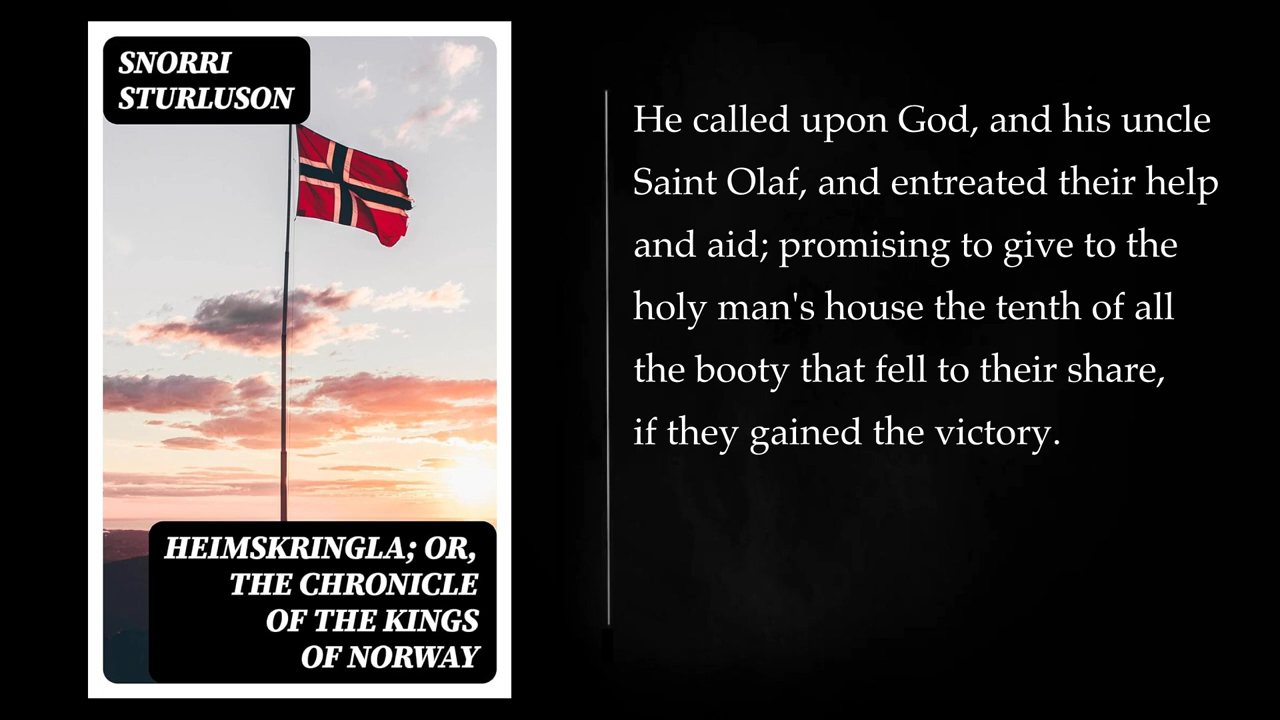 SNORRI
STURLUSON
HEIMSKRINGLA; OR,
THE CHRONICLE
OF THE KINGS
OF NORWAY
He called upon God, and his uncle
Saint Olaf, and entreated their help
and aid; promising to give to the
holy man's house the tenth of all
the booty that fell to their share,
if they gained the victory.